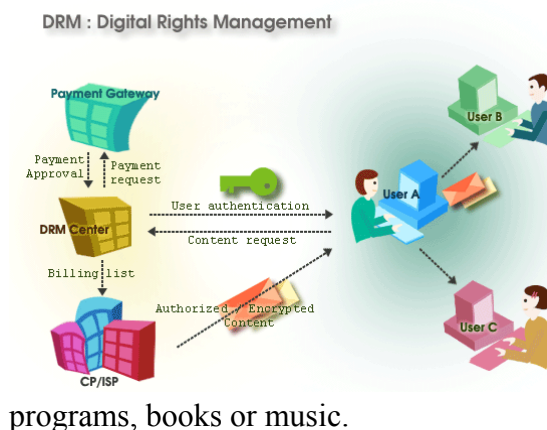 DRM : Digital Rights Management
Payment Gateway
User B
Payment
Approval
Payment
request
User A
User authentication
DRM Center
Content request
Billing list
Authorized / Encrypted
Content
User C
CP/ISP
programs, books or music.